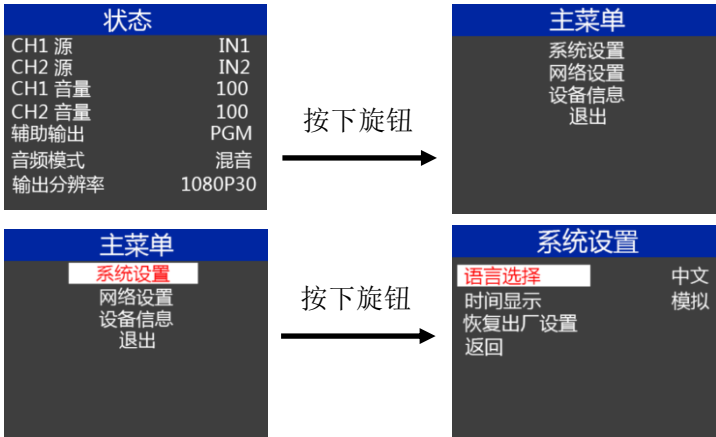 状态
CH1 源 IN1
CH2 源 IN2
CH1 音量 100
CH2 音量 100
辅助输出 PGM
音频模式 混音
输出分辨率 1080P30
按下旋钮
主菜单
系统设置
网络设置
设备信息
退出
主菜单
系统设置
网络设置
设备信息
退出
按下旋钮
系统设置
语言选择 中文
时间显示 模拟
恢复出厂设置
返回